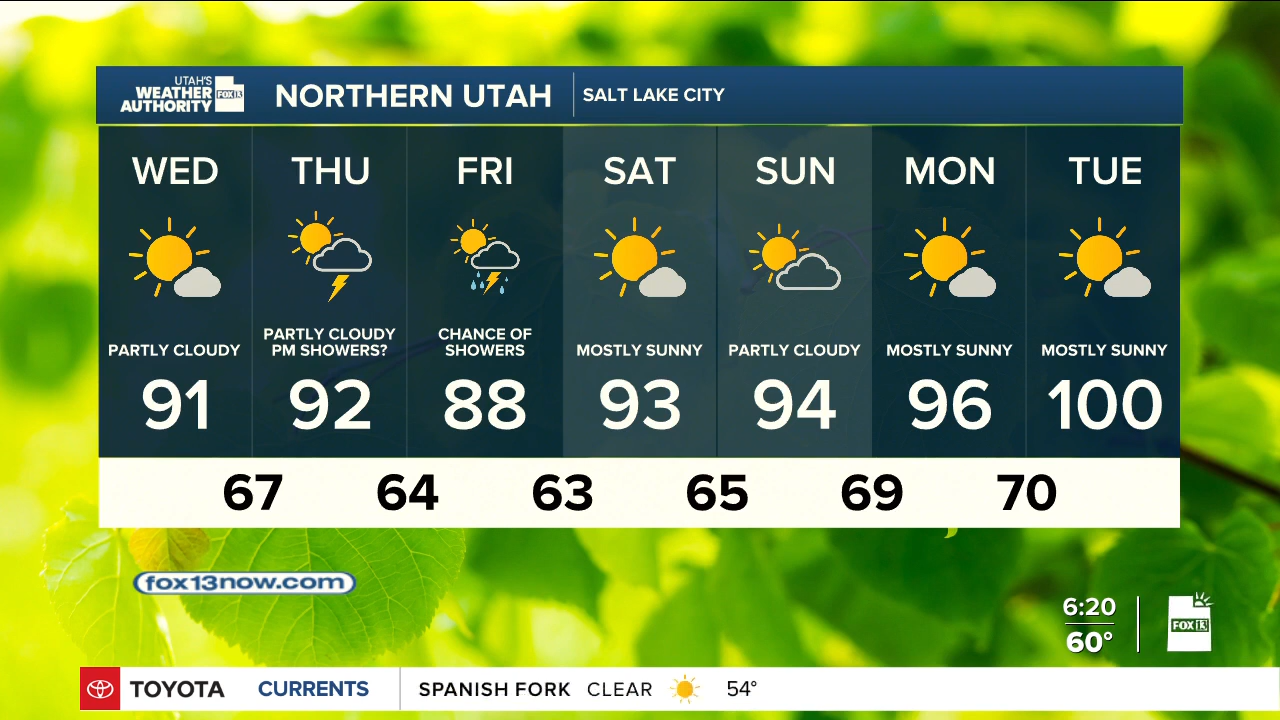 UTAH'S
WEATHER
AUTHORITY
FOX 13
NORTHERN UTAH
SALT LAKE CITY
WED
THU
FRI
SAT
SUN
MON
TUE
PARTLY CLOUDY
PARTLY CLOUDY
PM SHOWERS?
CHANCE OF
SHOWERS
MOSTLY SUNNY
PARTLY CLOUDY
MOSTLY SUNNY
MOSTLY SUNNY
91
92
88
93
94
96
100
67
64
63
65
69
70
fox13now.com
6:20
60°
FOX 13
TOYOTA
CURRENTS
SPANISH FORK CLEAR 54°